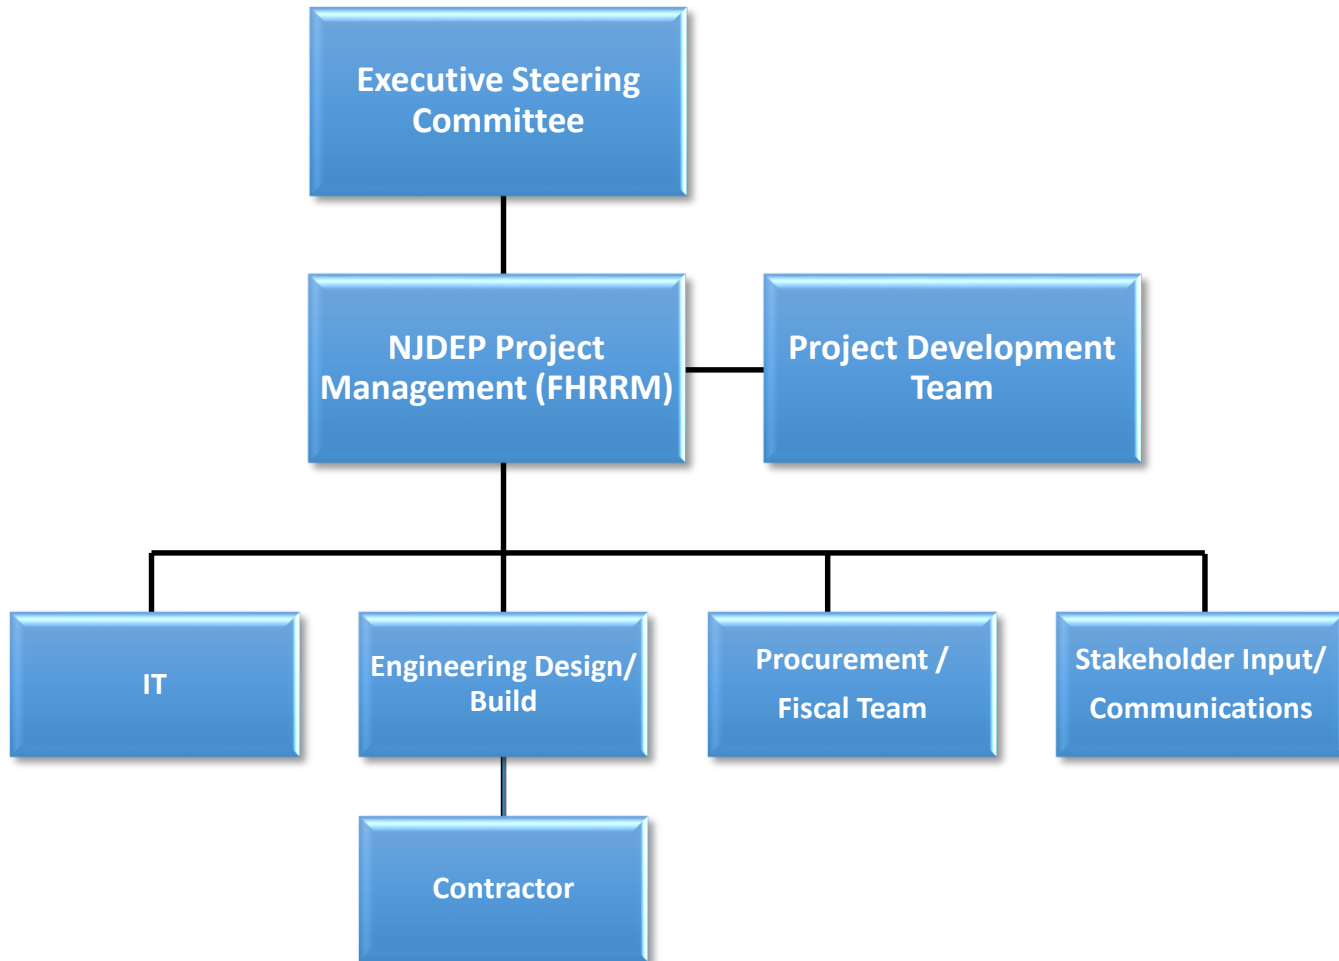 Executive Steering
Committee
NJDEP Project
Management (FHRRM)
Project Development
Team
IT
Engineering Design/
Build
Procurement /
Fiscal Team
Stakeholder Input/
Communications
Contractor